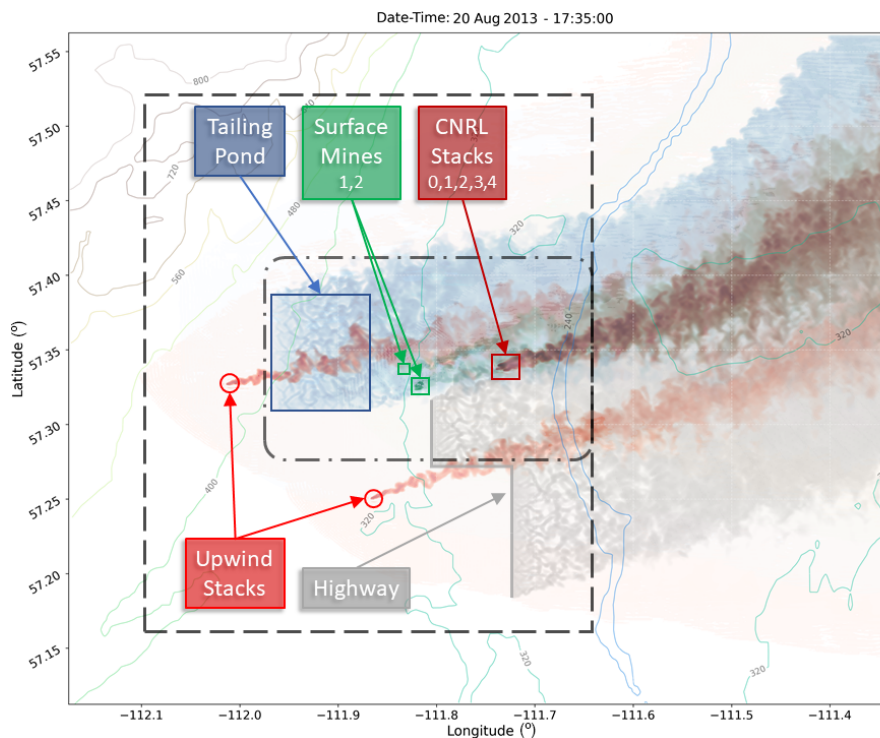 Date-Time: 20 Aug 2013 - 17:35:00
57.55
57.50
57.45
57.40
57.35
57.30
57.25
57.20
57.15
Latitude (°)
800
720
560
480
400
320
320
320
320
240
Tailing
Pond
Surface
Mines
1,2
CNRL
Stacks
0,1,2,3,4
Upwind
Stacks
Highway
−112.1
−112.0
−111.9
−111.8
−111.7
−111.6
−111.5
−111.4
Longitude (°)